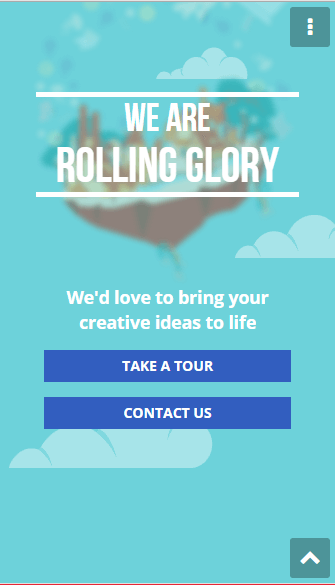 WE ARE
ROLLING GLORY
We'd love to bring your
creative ideas to life
TAKE A TOUR
CONTACT US